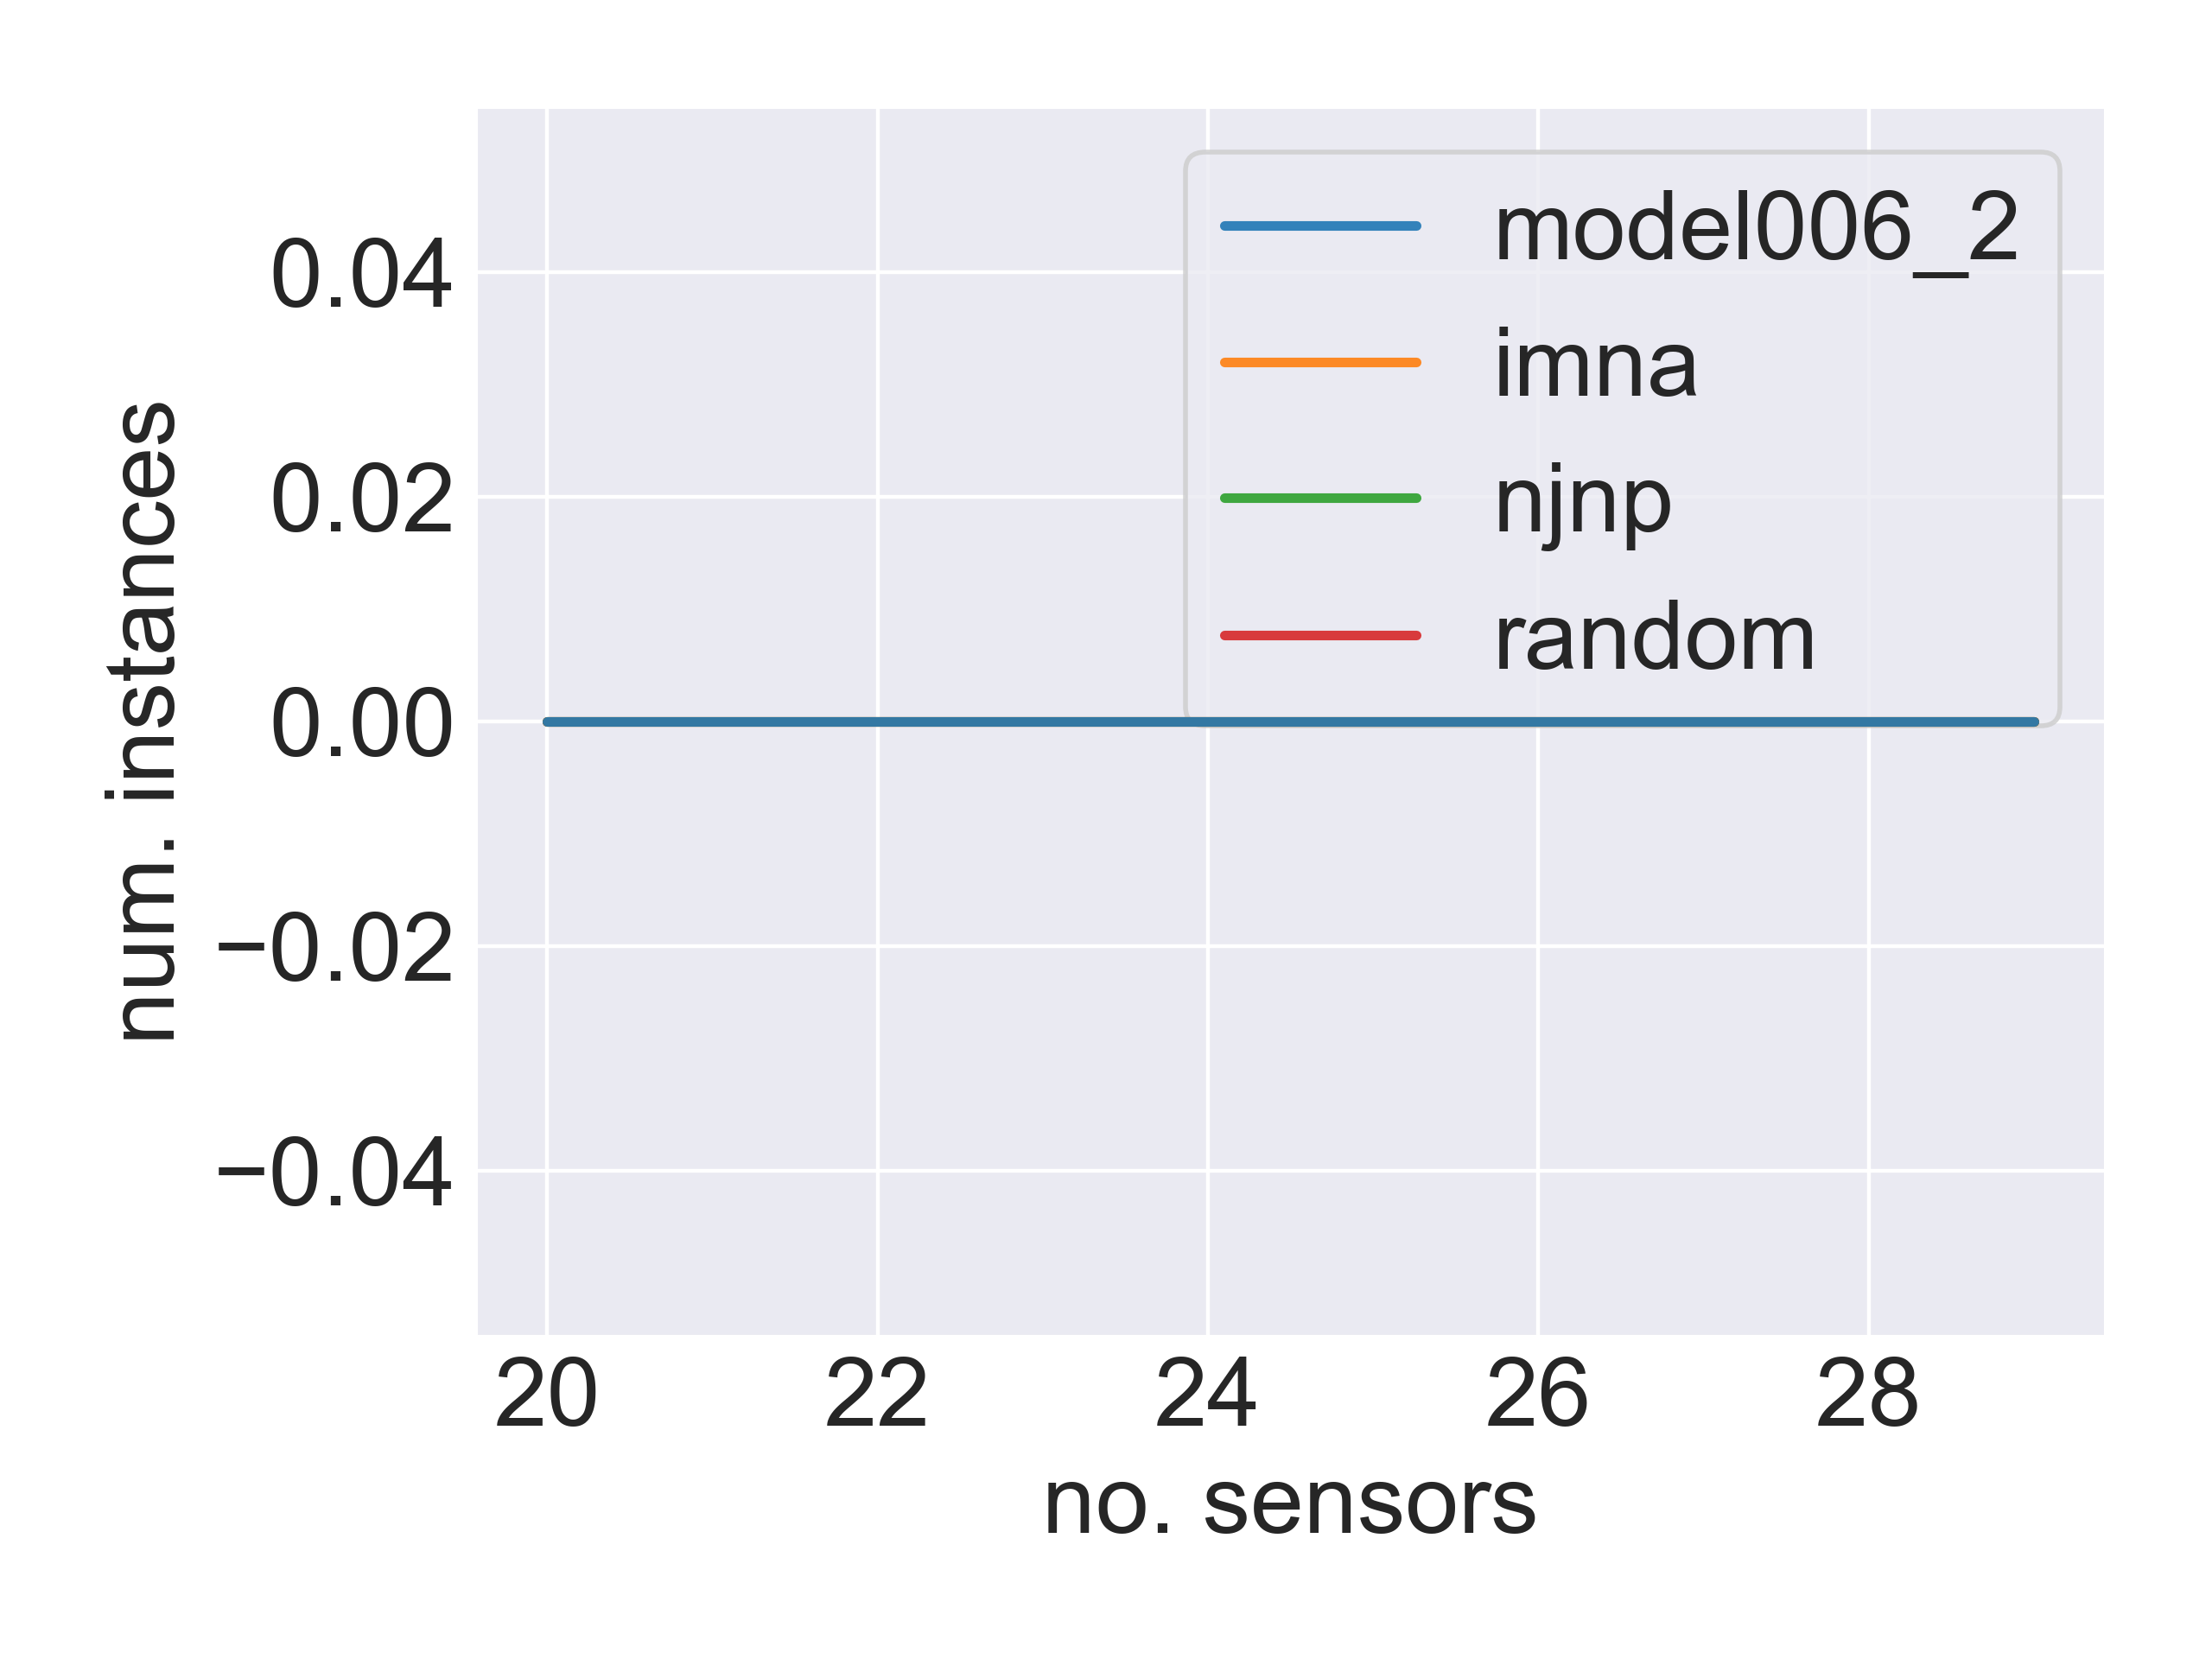 model006_2
imna
njnp
random
0.04
0.02
0.00
−0.02
−0.04
num. instances
20 22 24 26 28
no. sensors